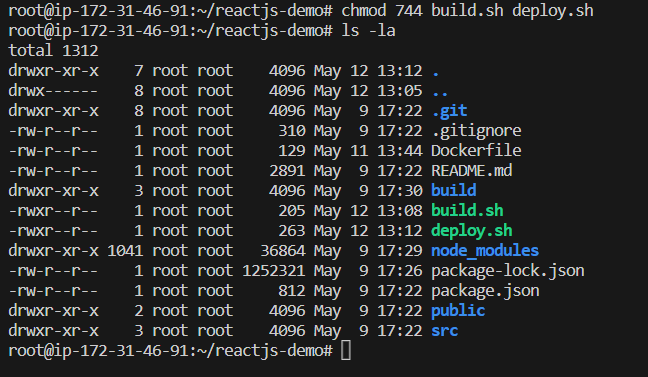 root@ip-172-31-46-91:~/reactjs-demo# chmod 744 build.sh deploy.sh
root@ip-172-31-46-91:~/reactjs-demo# ls -la
total 1312
drwxr-xr-x    7 root root    4096 May 12 13:12 .
drwx------    8 root root    4096 May 12 13:05 ..
drwxr-xr-x    8 root root    4096 May  9 17:22 .git
-rw-r--r--    1 root root     310 May  9 17:22 .gitignore
-rw-r--r--    1 root root     129 May 11 13:44 Dockerfile
-rw-r--r--    1 root root    2891 May  9 17:22 README.md
drwxr-xr-x    3 root root    4096 May  9 17:30 build
-rwxr--r--    1 root root     205 May 12 13:08 build.sh
-rwxr--r--    1 root root     263 May 12 13:12 deploy.sh
drwxr-xr-x 1041 root root   36864 May  9 17:29 node_modules
-rw-r--r--    1 root root 1252321 May  9 17:26 package-lock.json
-rw-r--r--    1 root root     812 May  9 17:22 package.json
drwxr-xr-x    2 root root    4096 May  9 17:22 public
drwxr-xr-x    3 root root    4096 May  9 17:22 src
root@ip-172-31-46-91:~/reactjs-demo#